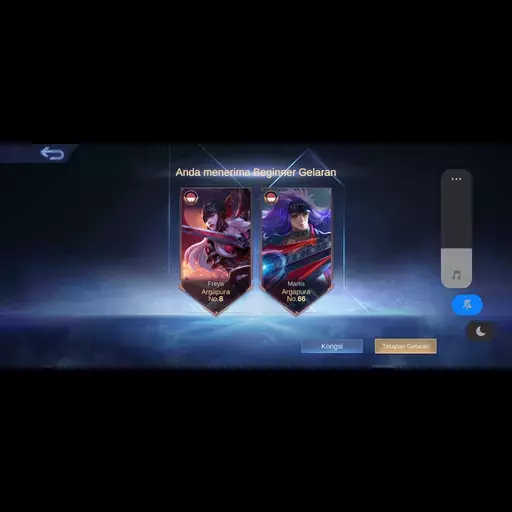 Anda menerima Beginner Gelaran
Freya
Argapura
No.8
Martis
Argapura
No.66
Kongsi
Tetapan Gelaran